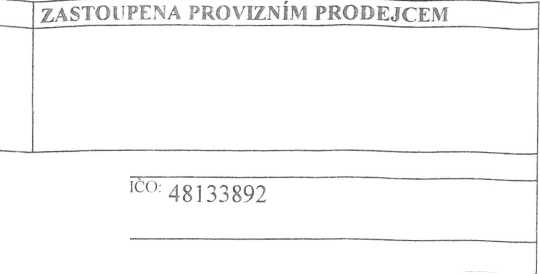 ZASTOUPENA PROVIZNÍM PRODEJCEM
IČO: 48133892